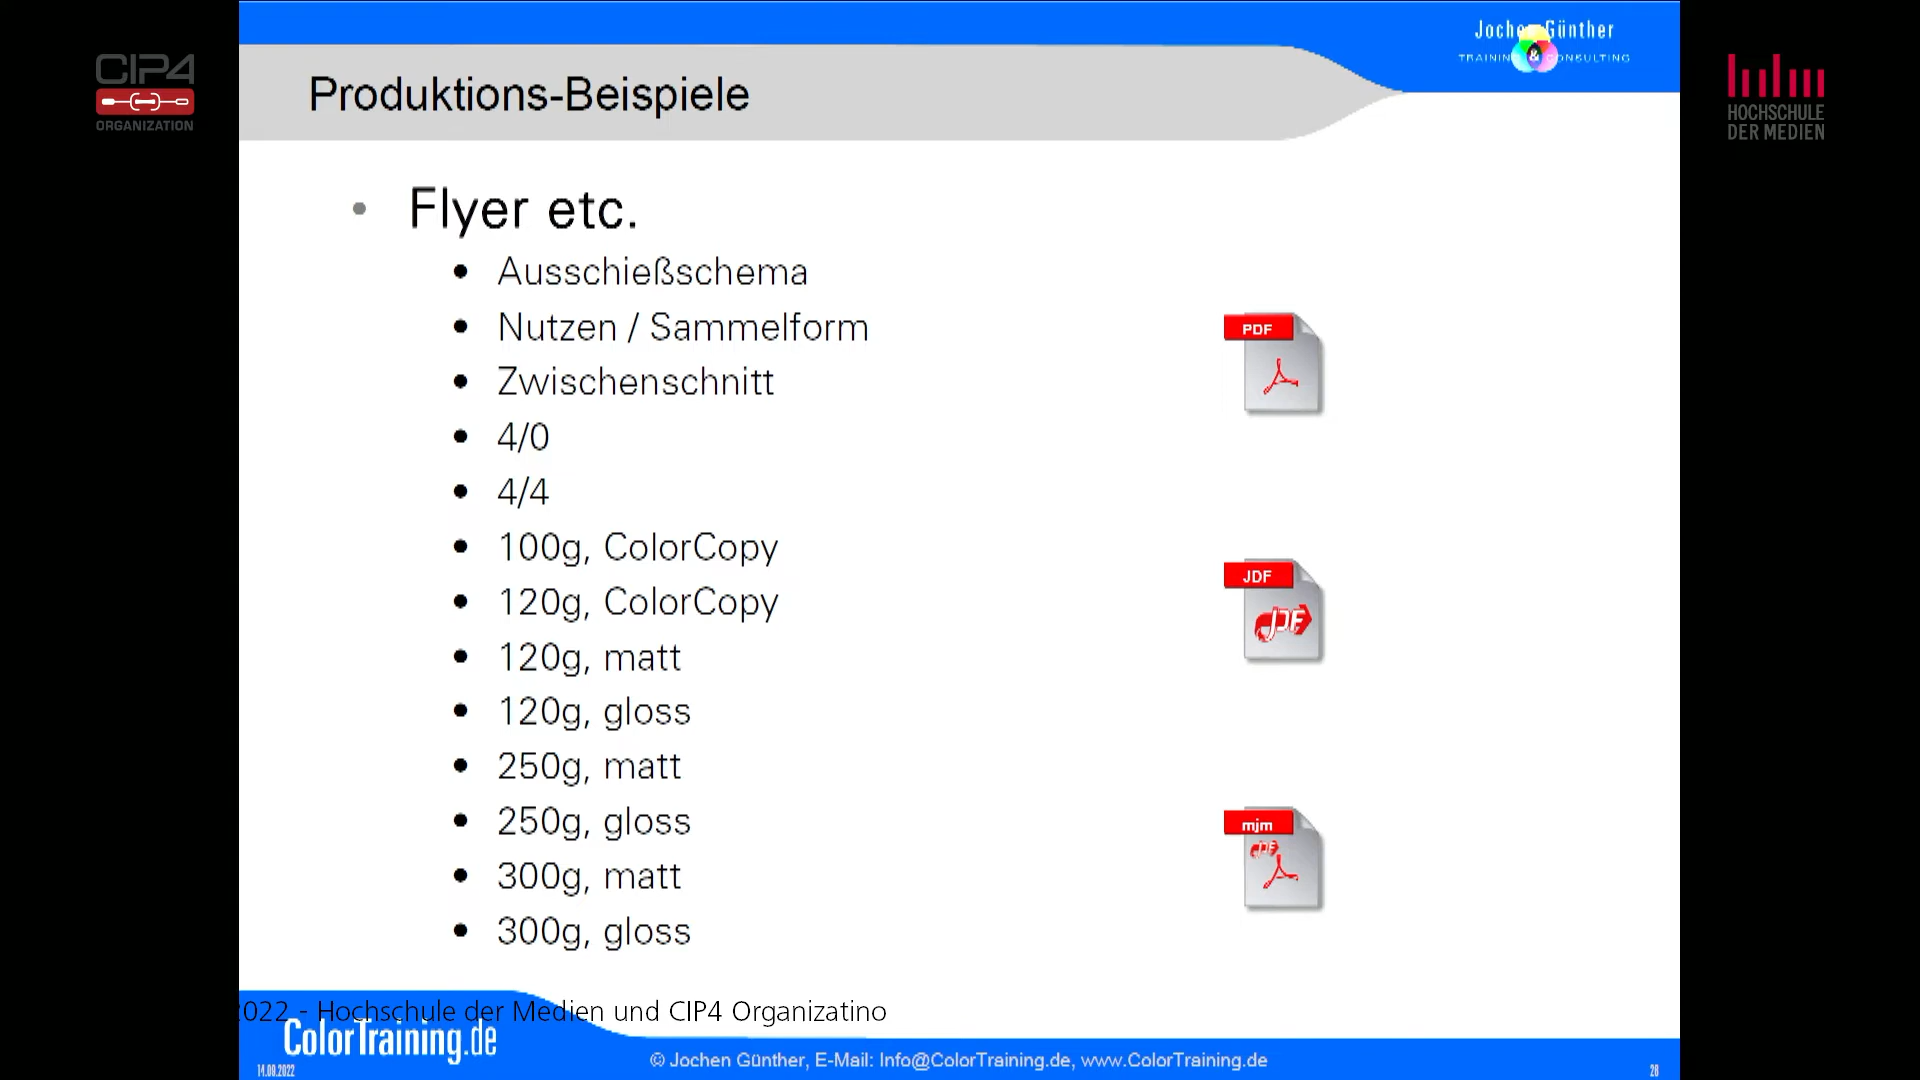 CIP4
ORGANIZATION
Jochen Günther
TRAINING & CONSULTING
HOCHSCHULE
DER MEDIEN
Produktions-Beispiele
• Flyer etc.
• Ausschießschema
• Nutzen / Sammelform
• Zwischenschnitt
• 4/0
• 4/4
• 100g, ColorCopy
• 120g, ColorCopy
• 120g, matt
• 120g, gloss
• 250g, matt
• 250g, gloss
• 300g, matt
• 300g, gloss
PDF
JDF
JDF
mjm
JDF
2022 - Hochschule der Medien und CIP4 Organizatino
ColorTraining.de
© Jochen Günther, E-Mail: Info@ColorTraining.de, www.ColorTraining.de
14.09.2022
28